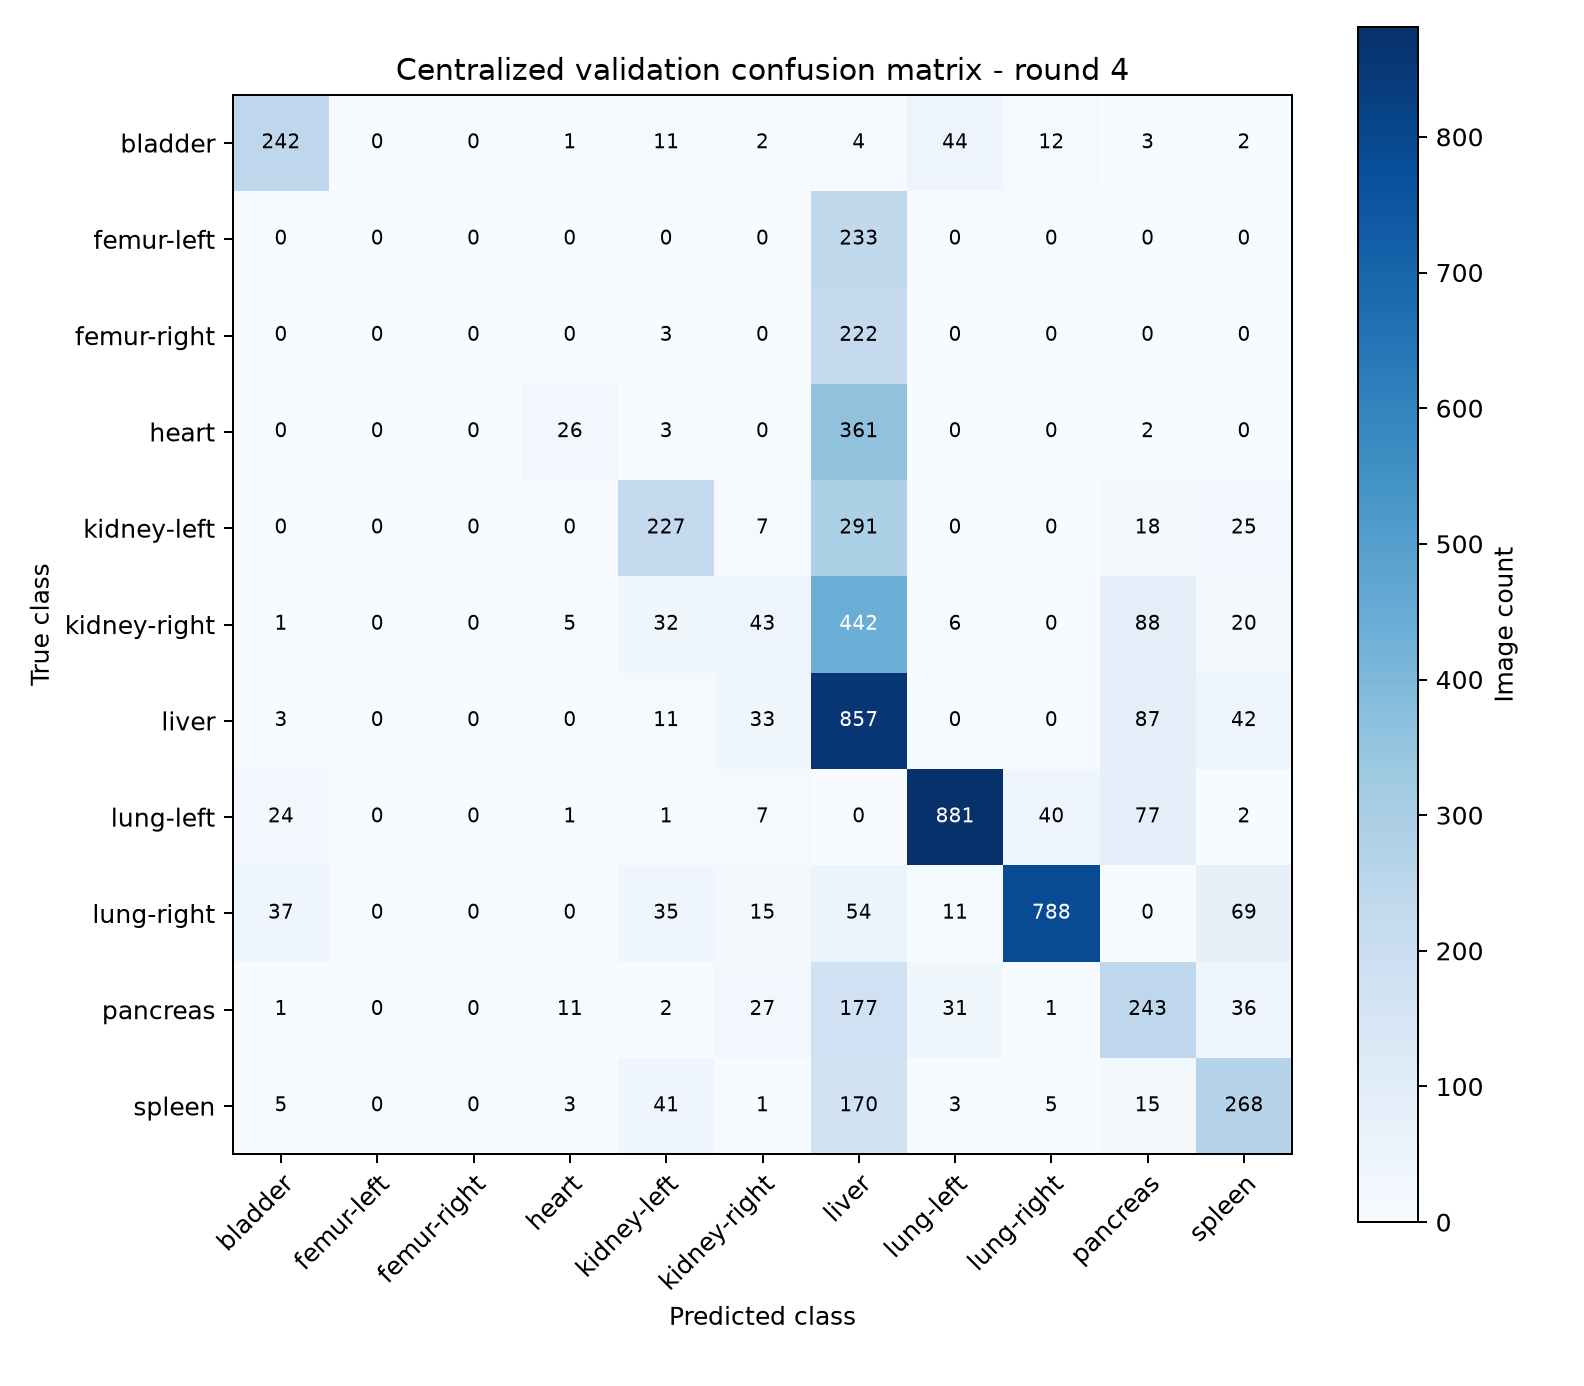 Centralized validation confusion matrix - round 4
True class
bladder 242 0 0 1 11 2 4 44 12 3 2
femur-left 0 0 0 0 0 0 233 0 0 0 0
femur-right 0 0 0 0 3 0 222 0 0 0 0
heart 0 0 0 26 3 0 361 0 0 2 0
kidney-left 0 0 0 0 227 7 291 0 0 18 25
kidney-right 1 0 0 5 32 43 442 6 0 88 20
liver 3 0 0 0 11 33 857 0 0 87 42
lung-left 24 0 0 1 1 7 0 881 40 77 2
lung-right 37 0 0 0 35 15 54 11 788 0 69
pancreas 1 0 0 11 2 27 177 31 1 243 36
spleen 5 0 0 3 41 1 170 3 5 15 268
bladder femur-left femur-right heart kidney-left kidney-right liver lung-left lung-right pancreas spleen
Predicted class
800
700
600
500
400
300
200
100
0
Image count